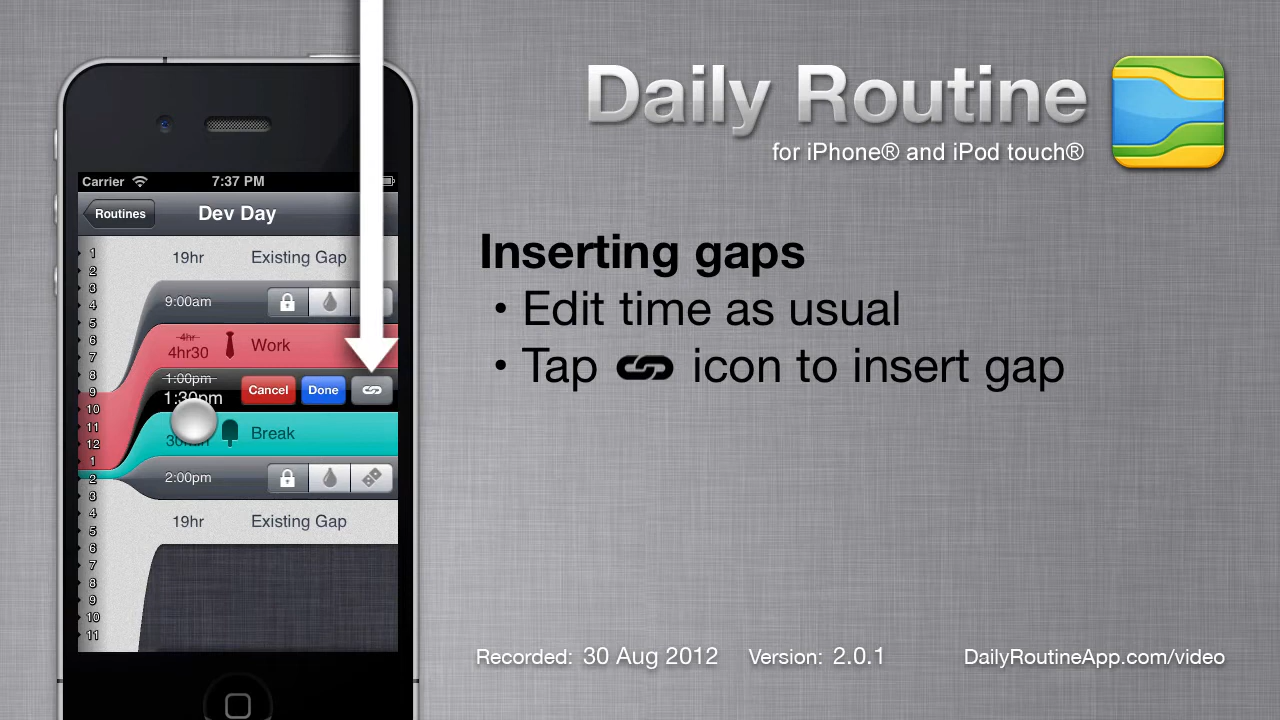 Daily Routine
for iPhone® and iPod touch®
Carrier 7:37 PM
Routines Dev Day
19hr Existing Gap
9:00am
4hr
4hr30 Work
1:00pm
1:30pm Cancel Done
Break
2:00pm
19hr Existing Gap
1
2
3
4
5
6
7
8
9
10
11
12
1
2
3
4
5
6
7
8
9
10
11
Inserting gaps
• Edit time as usual
• Tap icon to insert gap
Recorded: 30 Aug 2012 Version: 2.0.1 DailyRoutineApp.com/video